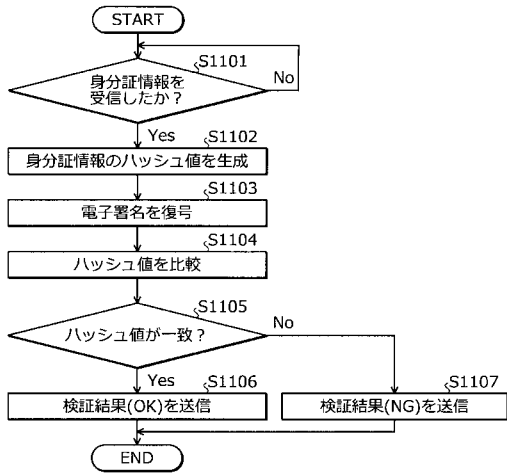 START
S1101
身分証情報を
受信したか?
No
Yes
S1102
身分証情報のハッシュ値を生成
S1103
電子署名を復号
S1104
ハッシュ値を比較
S1105
ハッシュ値が一致?
No
Yes
S1106
検証結果(OK)を送信
S1107
検証結果(NG)を送信
END